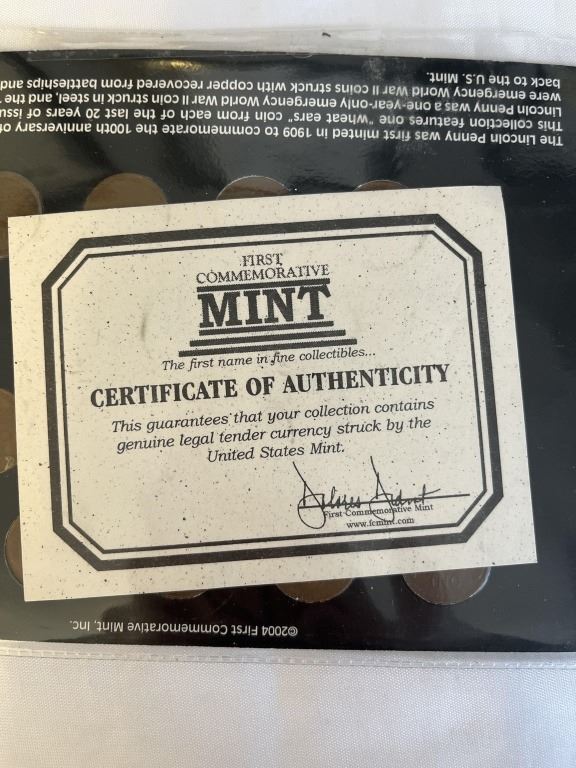 The Lincoln Penny was first minted in 1909 to commemorate the 100th anniversary of
This collection features one "wheat ears" coin from each of the last 20 years of issu
Lincoln Penny was a one-year-only emergency World War II coin struck in steel, and the
were emergency World War II coins struck with copper recovered from battleships and
back to the U.S. Mint.
FIRST
COMMEMORATIVE
MINT
The first name in fine collectibles...
CERTIFICATE OF AUTHENTICITY
This guarantees that your collection contains
genuine legal tender currency struck by the
United States Mint.
First Commemorative Mint
www.fcmint.com
©2004 First Commemorative Mint, Inc.